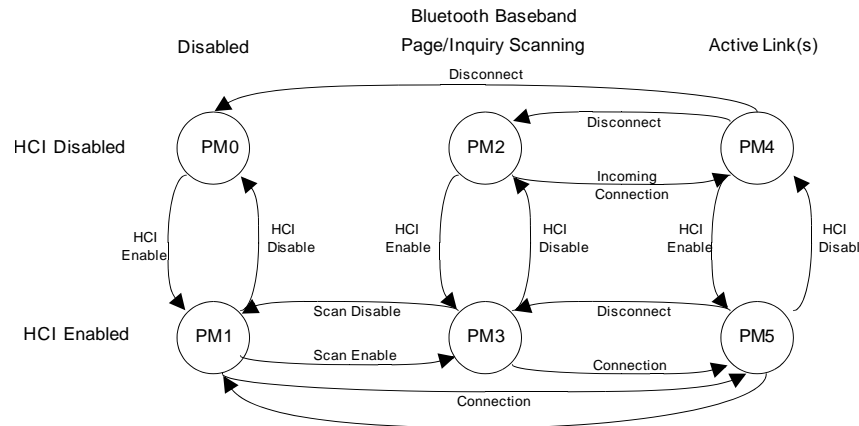 Bluetooth Baseband
Disabled
Page/Inquiry Scanning
Active Link(s)
Disconnect
HCI Disabled
PM0
PM2
Disconnect
PM4
Incoming
Connection
HCI
Enable
HCI
Disable
HCI
Enable
HCI
Disable
HCI
Enable
HCI
Disabl
HCI Enabled
PM1
Scan Disable
Scan Enable
PM3
Disconnect
Connection
PM5
Connection